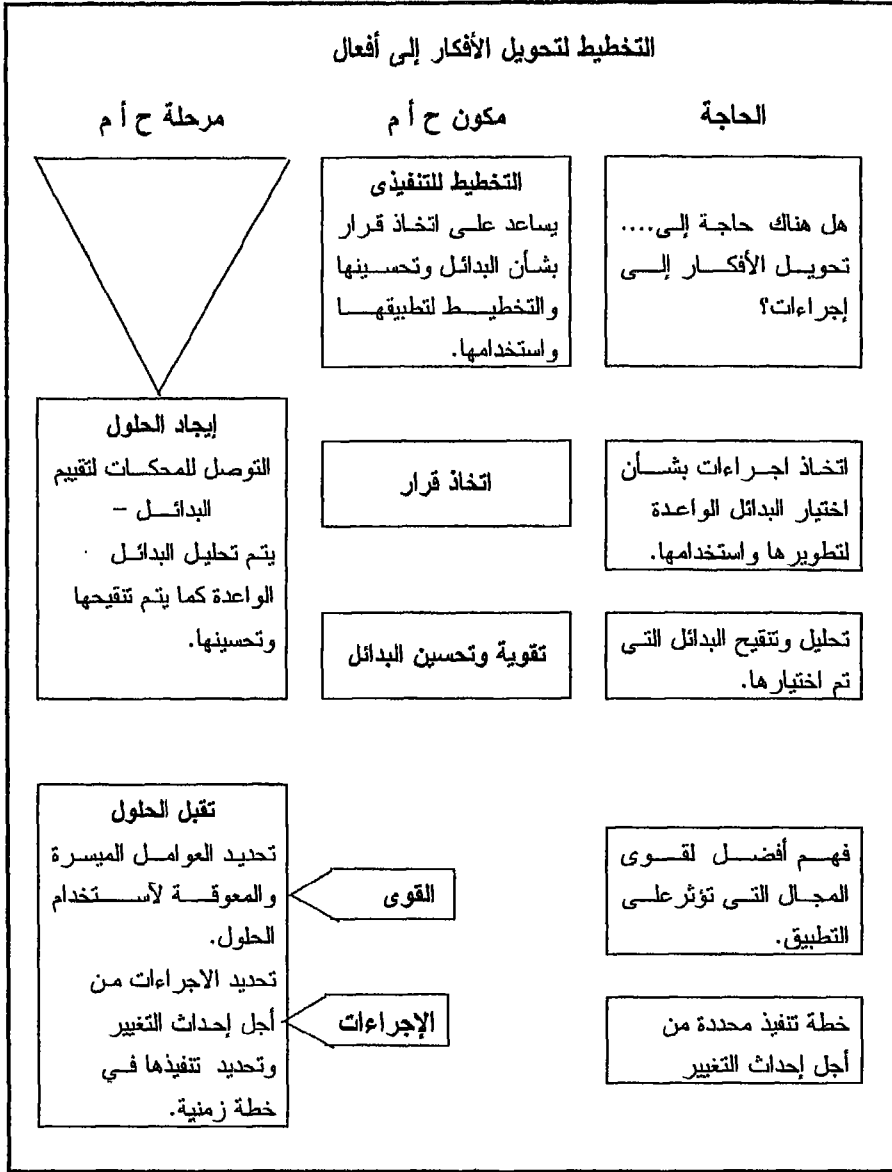 التخطيط لتحويل الأفكار إلى أفعال
الحاجة
مكون ح أ م
مرحلة ح أ م
هل هناك حاجة إلى....
تحويل الأفكار إلى
إجراءات؟
التخطيط للتنفيذى
يساعد على اتخاذ قرار
بشأن البدائل وتحسينها
والتخطيط لتطبيقها
واستخدامها.
اتخاذ اجراءات بشأن
اختيار البدائل الواعدة
لتطويرها واستخدامها.
اتخاذ قرار
إيجاد الحلول
التوصل للمحكات لتقييم
البدائل –
يتم تحليل البدائل
الواعدة كما يتم تنقيحها
وتحسينها.
تحليل وتنقيح البدائل التى
تم اختيارها.
تقوية وتحسين البدائل
فهم أفضل لقوى
المجال التى تؤثر على
التطبيق.
القوى
تقبل الحلول
تحديد العوامل الميسرة
والمعوقة لآستخدام
الحلول.
تحديد الاجراءات من
أجل إحداث التغيير
وتحديد تنفيذها فى
خطة زمنية.
خطة تنفيذ محددة من
أجل إحداث التغيير
الإجراءات